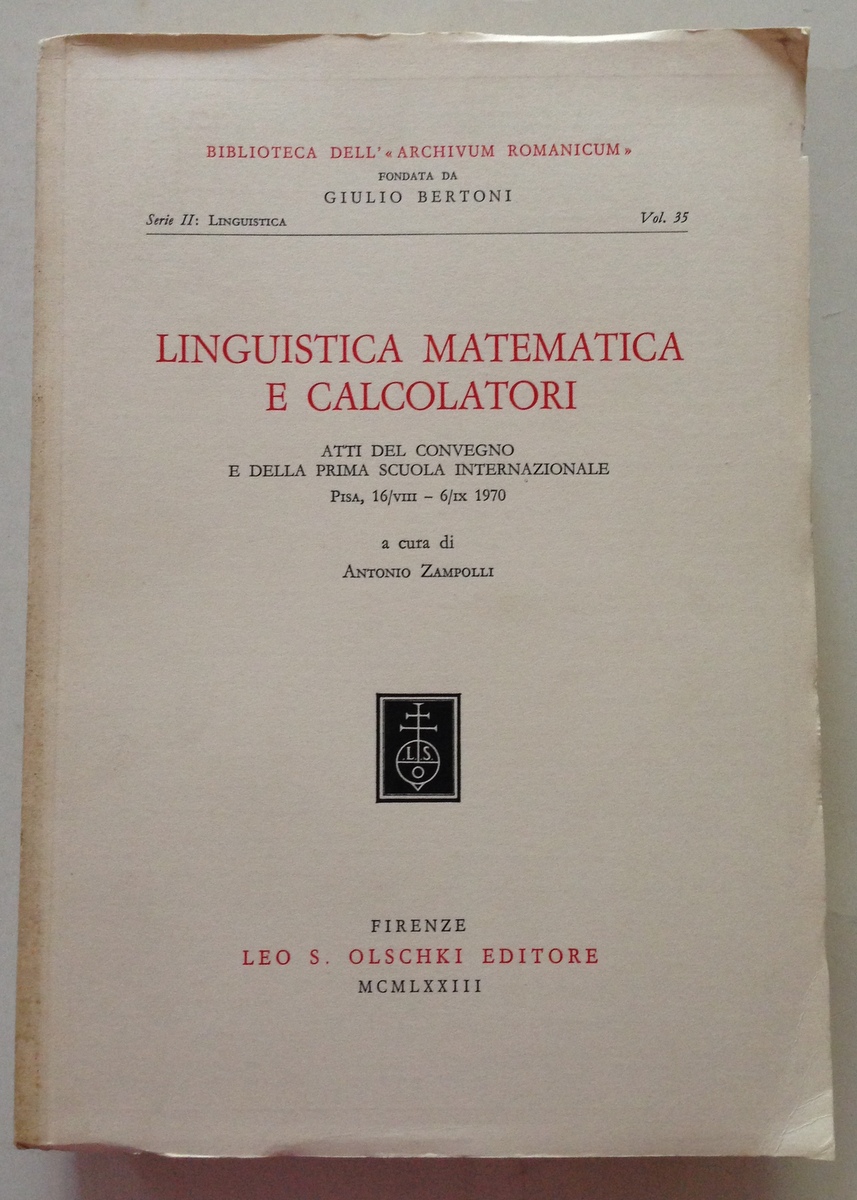 BIBLIOTECA DELL'«ARCHIVUM ROMANICUM»
FONDATA DA
GIULIO BERTONI
Serie II: LINGUISTICA Vol. 35
LINGUISTICA MATEMATICA
E CALCOLATORI
ATTI DEL CONVEGNO
E DELLA PRIMA SCUOLA INTERNAZIONALE
PISA, 16/VIII – 6/IX 1970
a cura di
ANTONIO ZAMPOLLI
.L.S.
O
FIRENZE
LEO S. OLSCHKI EDITORE
MCMLXXIII